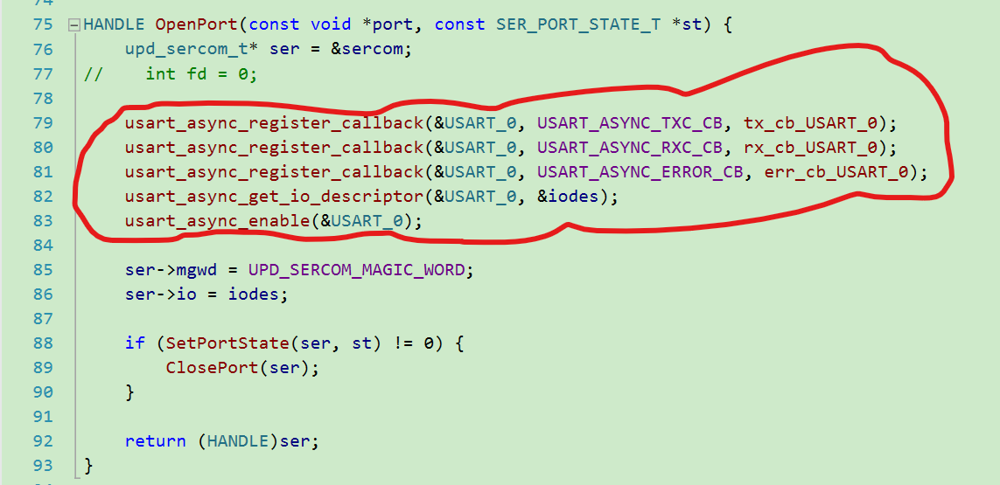 75 HANDLE OpenPort(const void *port, const SER_PORT_STATE_T *st) {
76 upd_sercom_t* ser = &sercom;
77 // int fd = 0;
78
79 usart_async_register_callback(&USART_0, USART_ASYNC_TXC_CB, tx_cb_USART_0);
80 usart_async_register_callback(&USART_0, USART_ASYNC_RXC_CB, rx_cb_USART_0);
81 usart_async_register_callback(&USART_0, USART_ASYNC_ERROR_CB, err_cb_USART_0);
82 usart_async_get_io_descriptor(&USART_0, &iodes);
83 usart_async_enable(&USART_0);
84
85 ser->mgwd = UPD_SERCOM_MAGIC_WORD;
86 ser->io = iodes;
87
88 if (SetPortState(ser, st) != 0) {
89 ClosePort(ser);
90 }
91
92 return (HANDLE)ser;
93 }